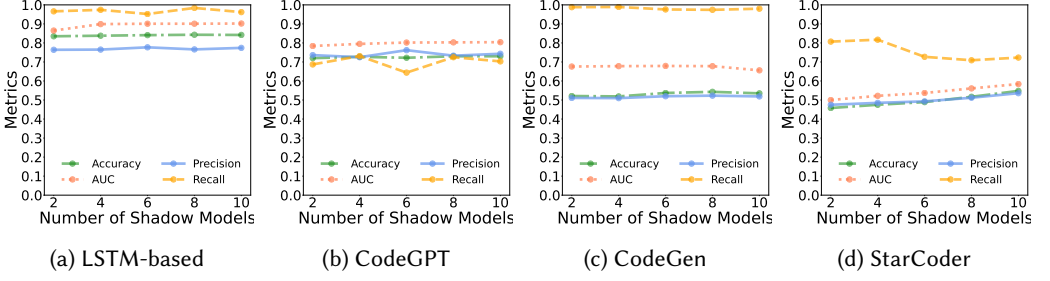 1.0
0.9
0.8
0.7
0.6
0.5
0.4
0.3
0.2
0.1
0.0
Metrics
Accuracy
AUC
Precision
Recall
2 4 6 8 10
Number of Shadow Models
(a) LSTM-based
1.0
0.9
0.8
0.7
0.6
0.5
0.4
0.3
0.2
0.1
0.0
Metrics
Accuracy
AUC
Precision
Recall
2 4 6 8 10
Number of Shadow Models
(b) CodeGPT
1.0
0.9
0.8
0.7
0.6
0.5
0.4
0.3
0.2
0.1
0.0
Metrics
Accuracy
AUC
Precision
Recall
2 4 6 8 10
Number of Shadow Models
(c) CodeGen
1.0
0.9
0.8
0.7
0.6
0.5
0.4
0.3
0.2
0.1
0.0
Metrics
Accuracy
AUC
Precision
Recall
2 4 6 8 10
Number of Shadow Models
(d) StarCoder